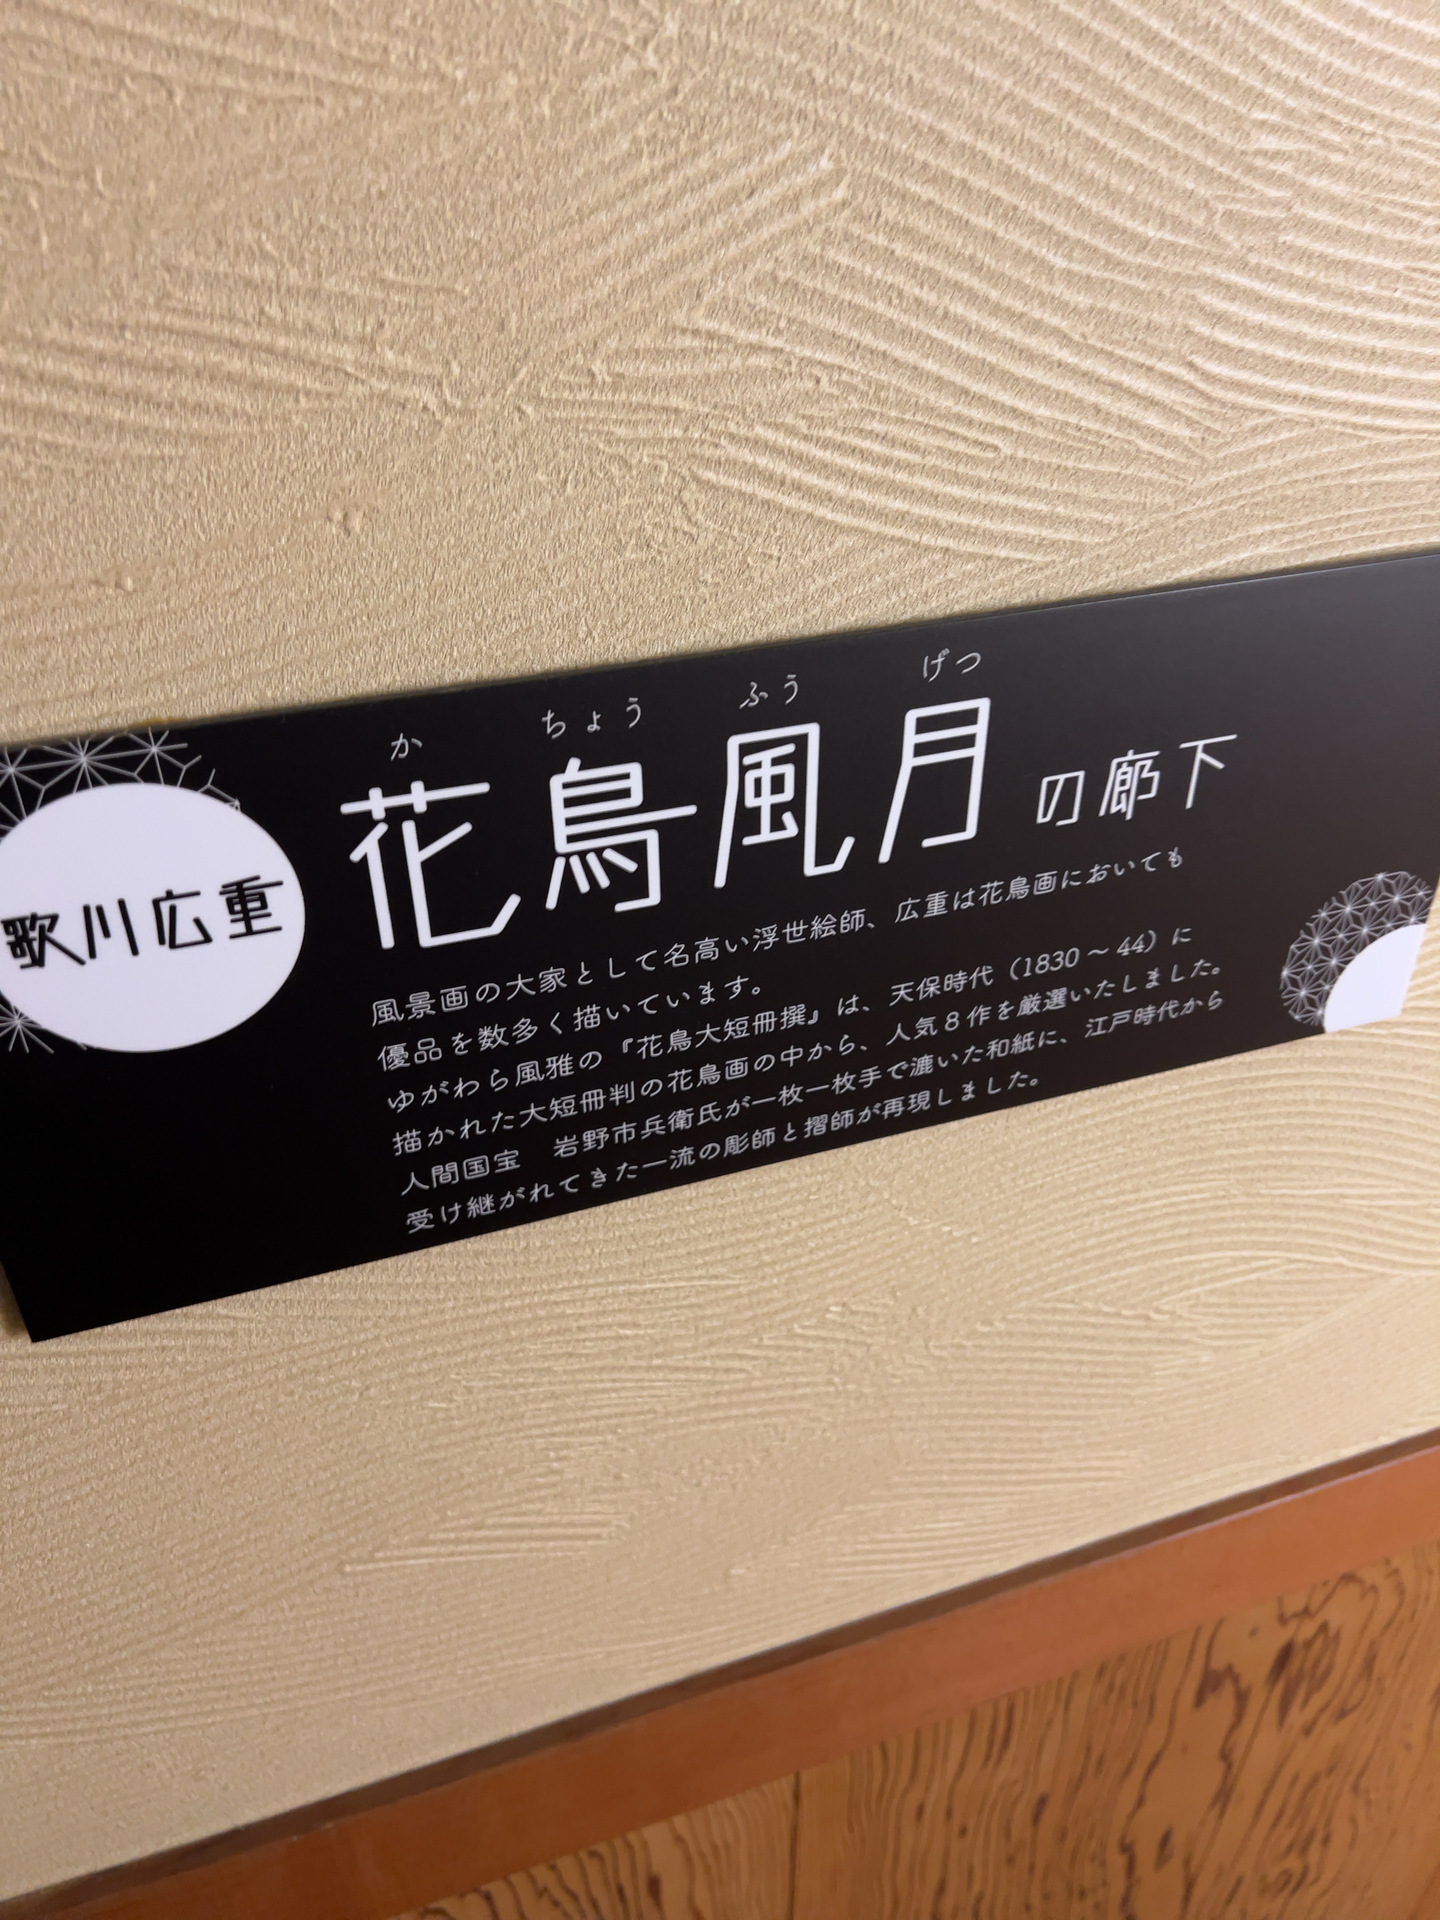 歌川広重
か ちょう ふう げつ
花鳥風月の廊下
風景画の大家として名高い浮世絵師、広重は花鳥画においても
優品を数多く描いています。
ゆがわら風雅の『花鳥大短冊撰』は、天保時代（1830 ～ 44）に
描かれた大短冊判の花鳥画の中から、人気８作を厳選いたしました。
人間国宝　岩野市兵衛氏が一枚一枚手で漉いた和紙に、江戸時代から
受け継がれてきた一流の彫師と摺師が再現しました。